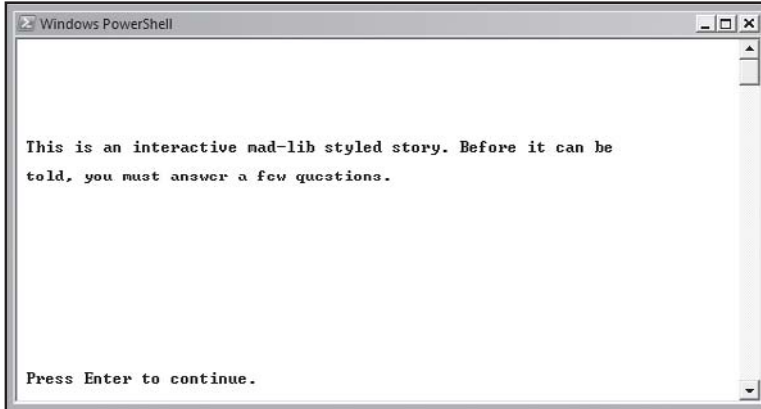 Windows PowerShell
This is an interactive mad-lib styled story. Before it can be
told, you must answer a few questions.
Press Enter to continue.